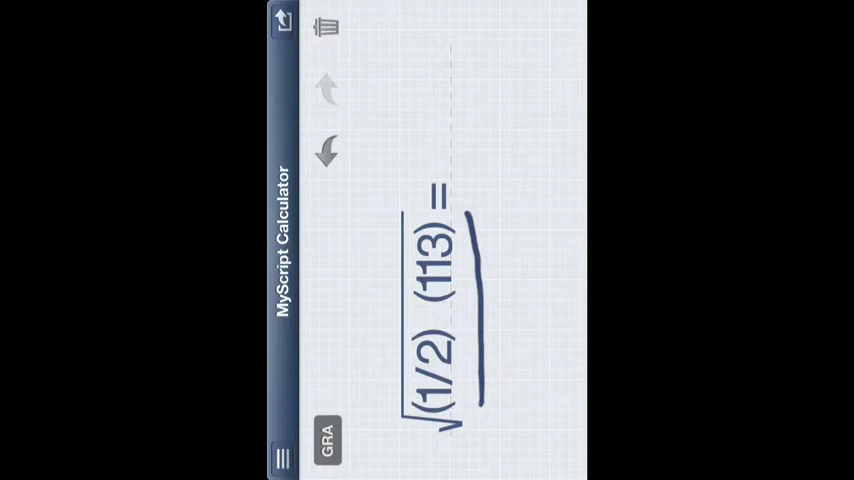 MyScript Calculator
GRA
√(1/2) (113) =